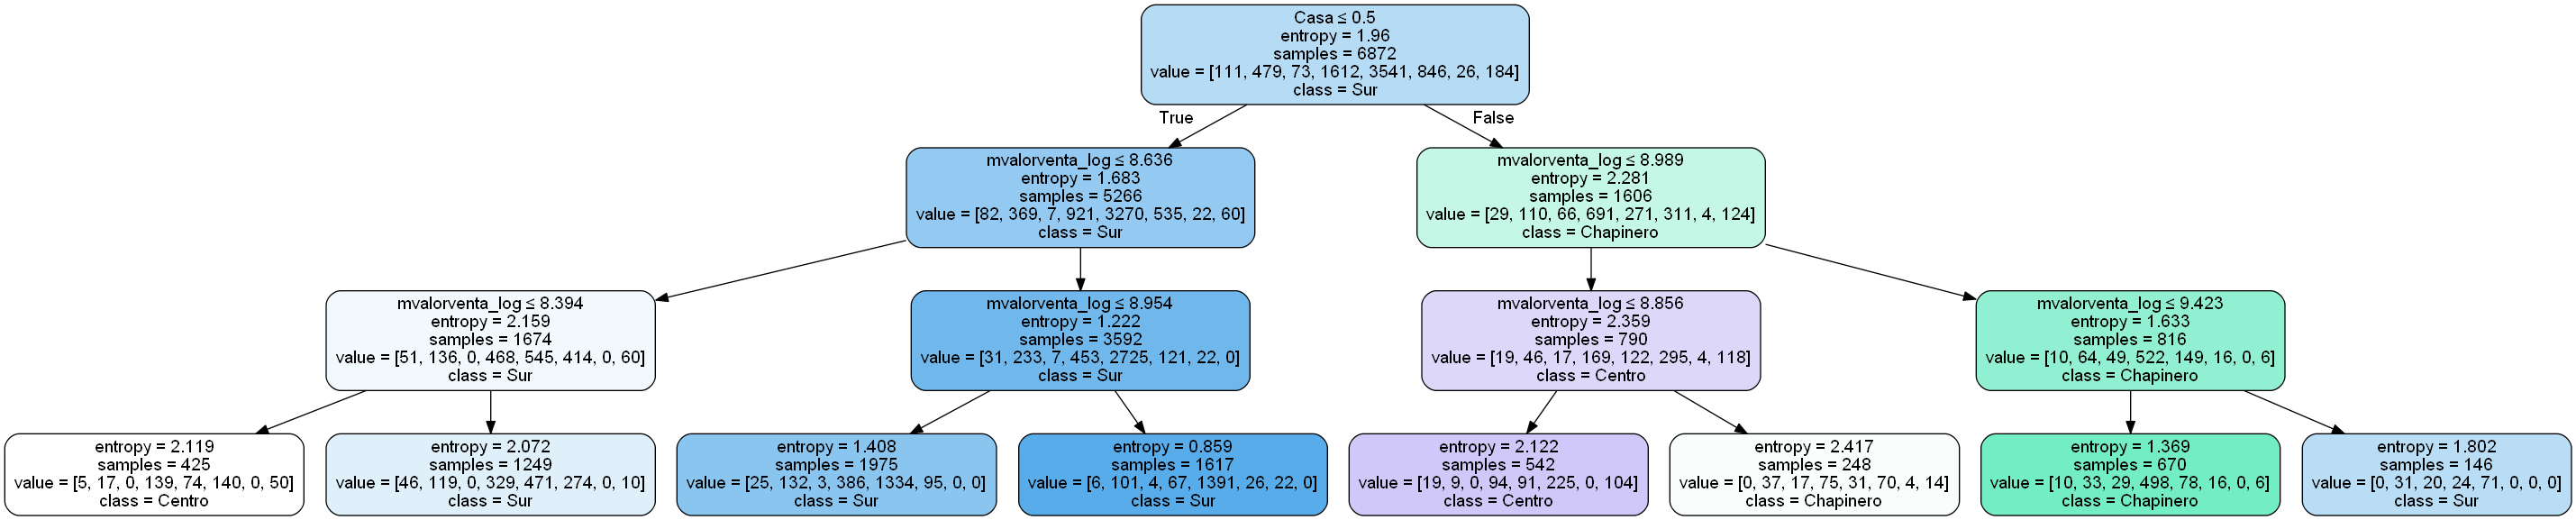 Casa ≤ 0.5
entropy = 1.96
samples = 6872
value = [111, 479, 73, 1612, 3541, 846, 26, 184]
class = Sur
True
False
mvalorventa_log ≤ 8.636
entropy = 1.683
samples = 5266
value = [82, 369, 7, 921, 3270, 535, 22, 60]
class = Sur
mvalorventa_log ≤ 8.989
entropy = 2.281
samples = 1606
value = [29, 110, 66, 691, 271, 311, 4, 124]
class = Chapinero
mvalorventa_log ≤ 8.394
entropy = 2.159
samples = 1674
value = [51, 136, 0, 468, 545, 414, 0, 60]
class = Sur
mvalorventa_log ≤ 8.954
entropy = 1.222
samples = 3592
value = [31, 233, 7, 453, 2725, 121, 22, 0]
class = Sur
mvalorventa_log ≤ 8.856
entropy = 2.359
samples = 790
value = [19, 46, 17, 169, 122, 295, 4, 118]
class = Centro
mvalorventa_log ≤ 9.423
entropy = 1.633
samples = 816
value = [10, 64, 49, 522, 149, 16, 0, 6]
class = Chapinero
entropy = 2.119
samples = 425
value = [5, 17, 0, 139, 74, 140, 0, 50]
class = Centro
entropy = 2.072
samples = 1249
value = [46, 119, 0, 329, 471, 274, 0, 10]
class = Sur
entropy = 1.408
samples = 1975
value = [25, 132, 3, 386, 1334, 95, 0, 0]
class = Sur
entropy = 0.859
samples = 1617
value = [6, 101, 4, 67, 1391, 26, 22, 0]
class = Sur
entropy = 2.122
samples = 542
value = [19, 9, 0, 94, 91, 225, 0, 104]
class = Centro
entropy = 2.417
samples = 248
value = [0, 37, 17, 75, 31, 70, 4, 14]
class = Chapinero
entropy = 1.369
samples = 670
value = [10, 33, 29, 498, 78, 16, 0, 6]
class = Chapinero
entropy = 1.802
samples = 146
value = [0, 31, 20, 24, 71, 0, 0, 0]
class = Sur